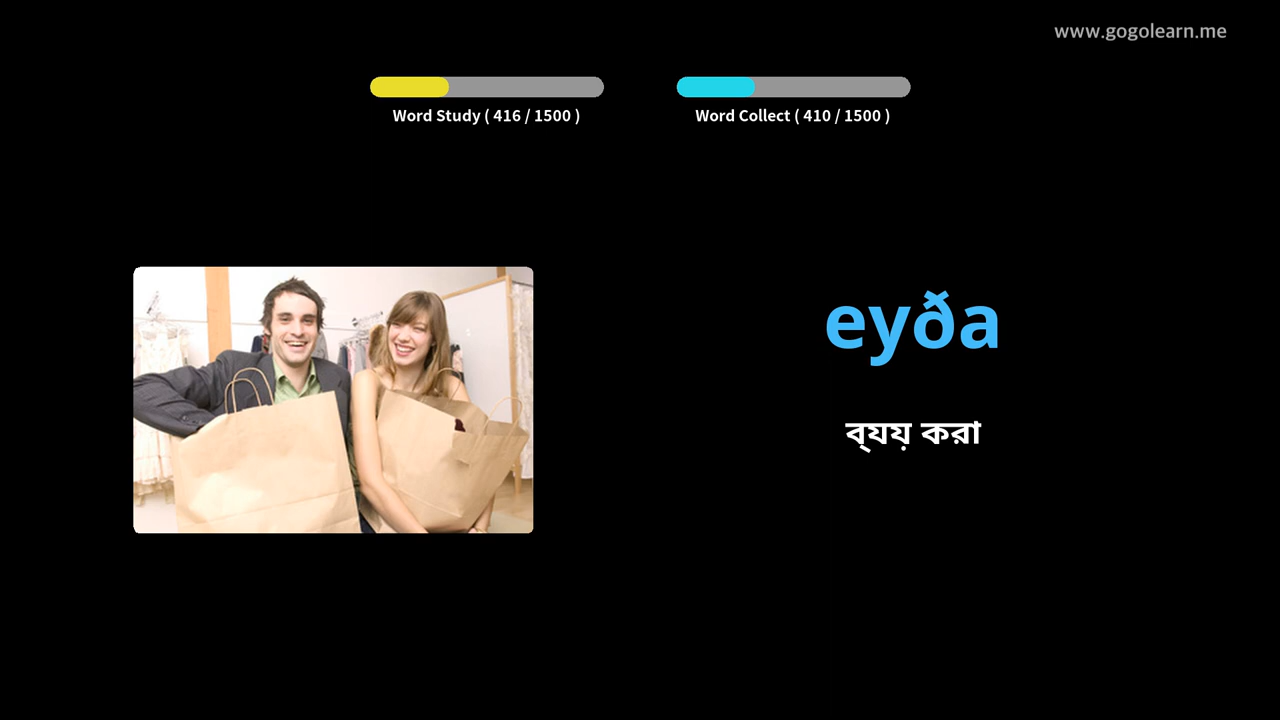 www.gogolearn.me
Word Study ( 416 / 1500 )
Word Collect ( 410 / 1500 )
eyða
ব্যয় করা